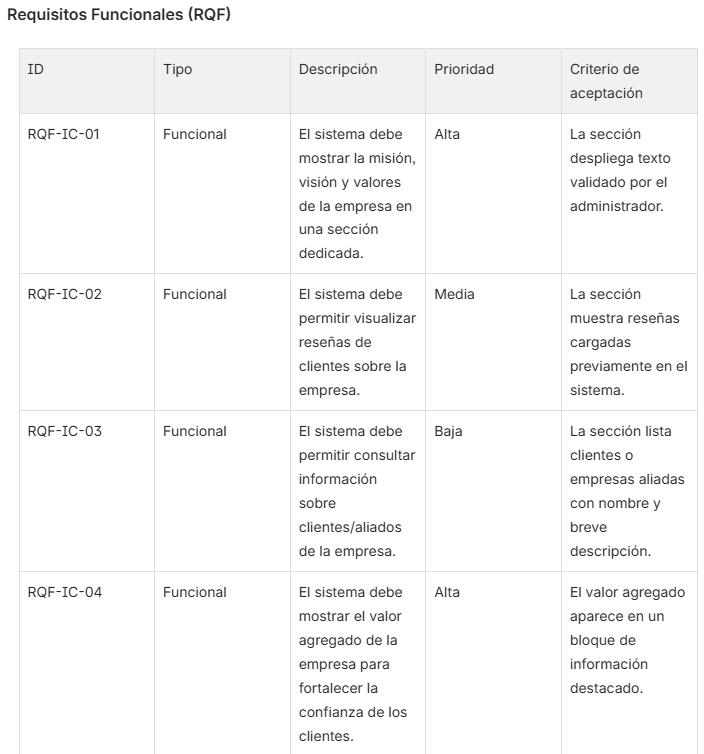 Requisitos Funcionales (RQF)
ID
Tipo
Descripción
Prioridad
Criterio de
aceptación
RQF-IC-01
Funcional
El sistema debe
mostrar la misión,
visión y valores
de la empresa en
una sección
dedicada.
Alta
La sección
despliega texto
validado por el
administrador.
RQF-IC-02
Funcional
El sistema debe
permitir visualizar
reseñas de
clientes sobre la
empresa.
Media
La sección
muestra reseñas
cargadas
previamente en el
sistema.
RQF-IC-03
Funcional
El sistema debe
permitir consultar
información
sobre
clientes/aliados
de la empresa.
Baja
La sección lista
clientes o
empresas aliadas
con nombre y
breve
descripción.
RQF-IC-04
Funcional
El sistema debe
mostrar el valor
agregado de la
empresa para
fortalecer la
confianza de los
clientes.
Alta
El valor agregado
aparece en un
bloque de
información
destacado.